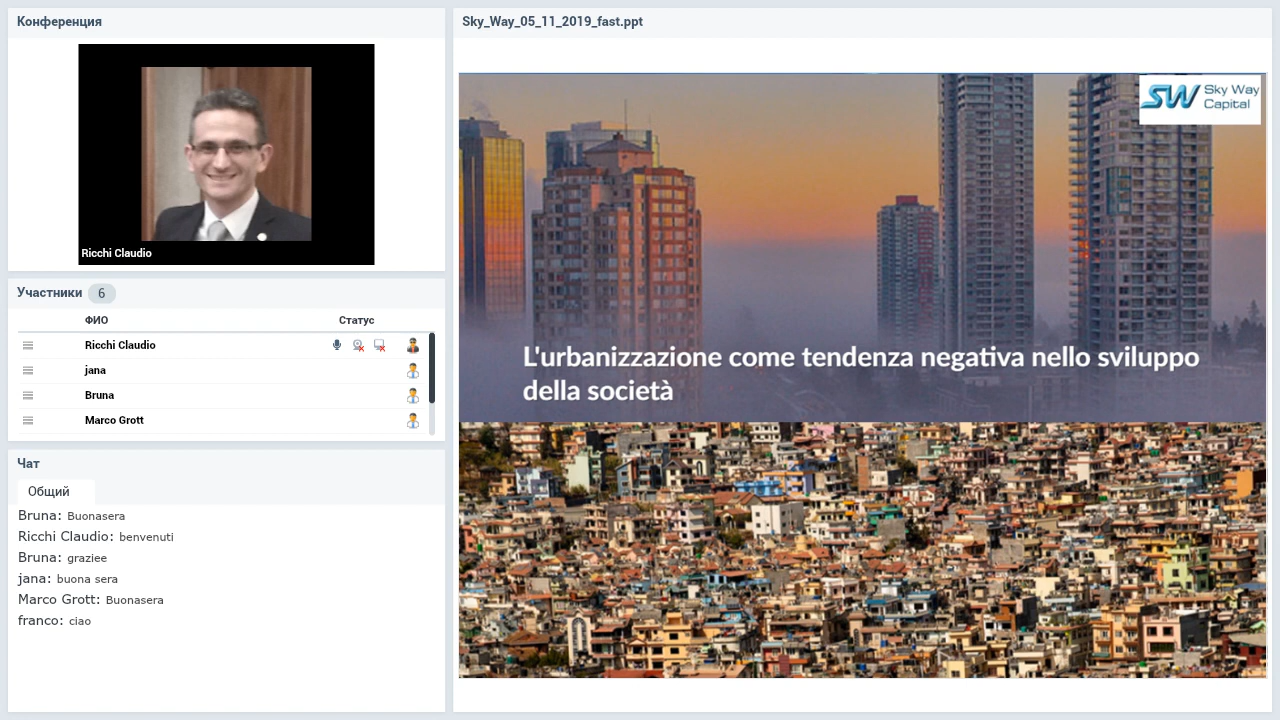 Конференция
Ricchi Claudio
Участники 6
ФИО Статус
Ricchi Claudio
jana
Bruna
Marco Grott
Чат
Общий
Bruna: Buonasera
Ricchi Claudio: benvenuti
Bruna: graziee
jana: buona sera
Marco Grott: Buonasera
franco: ciao
Sky_Way_05_11_2019_fast.ppt
SW Sky Way
Capital
L'urbanizzazione come tendenza negativa nello sviluppo
della società